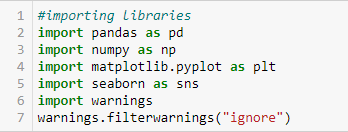 1 #importing Libraries
2 import pandas as pd
3 import numpy as np
4 import matplotlib.pyplot as plt
5 import seaborn as sns
6 import warnings
7 warnings.filterwarnings("ignore")